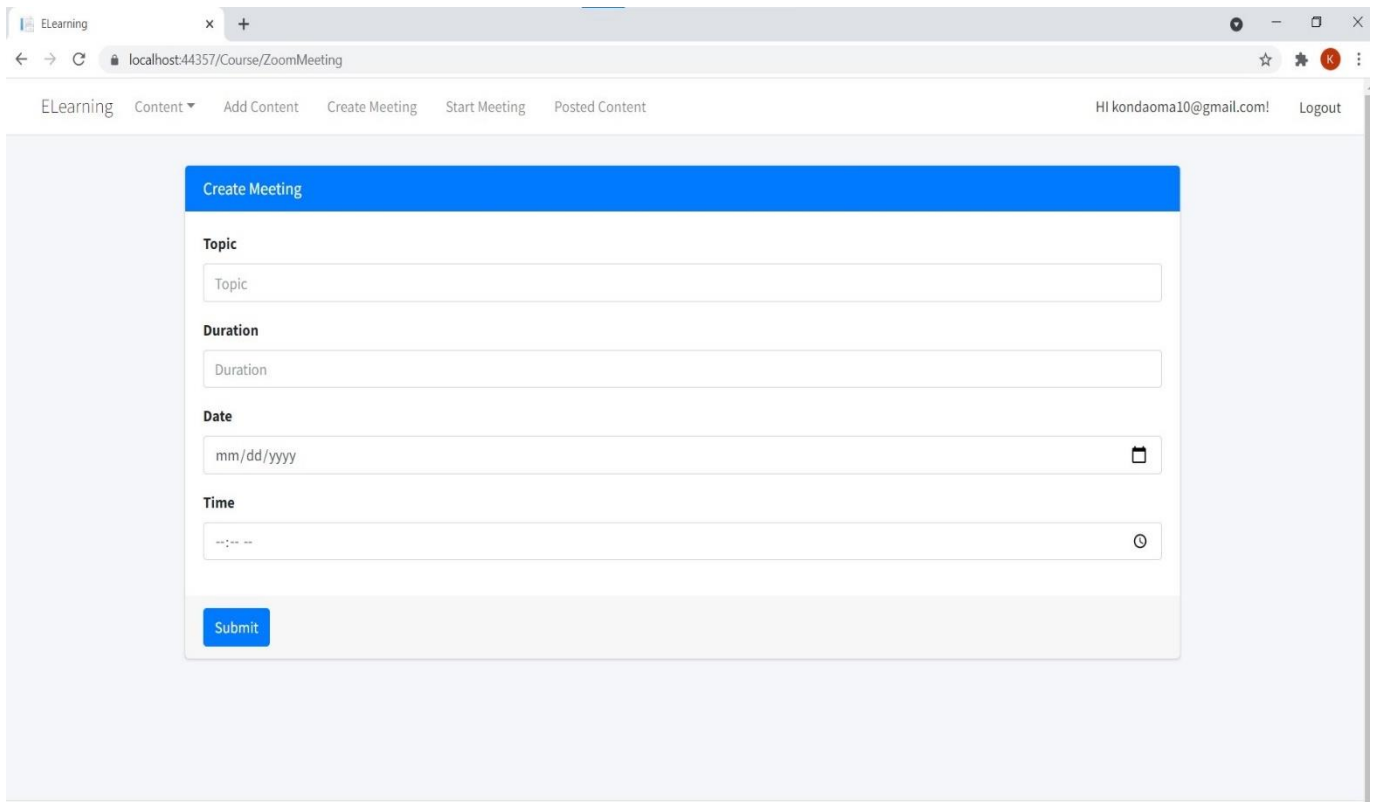 ELearning
localhost:44357/Course/ZoomMeeting
K
ELearning Content Add Content Create Meeting Start Meeting Posted Content HI kondaoma10@gmail.com! Logout
Create Meeting
Topic
Topic
Duration
Duration
Date
mm/dd/yyyy
Time
--:-- --
Submit